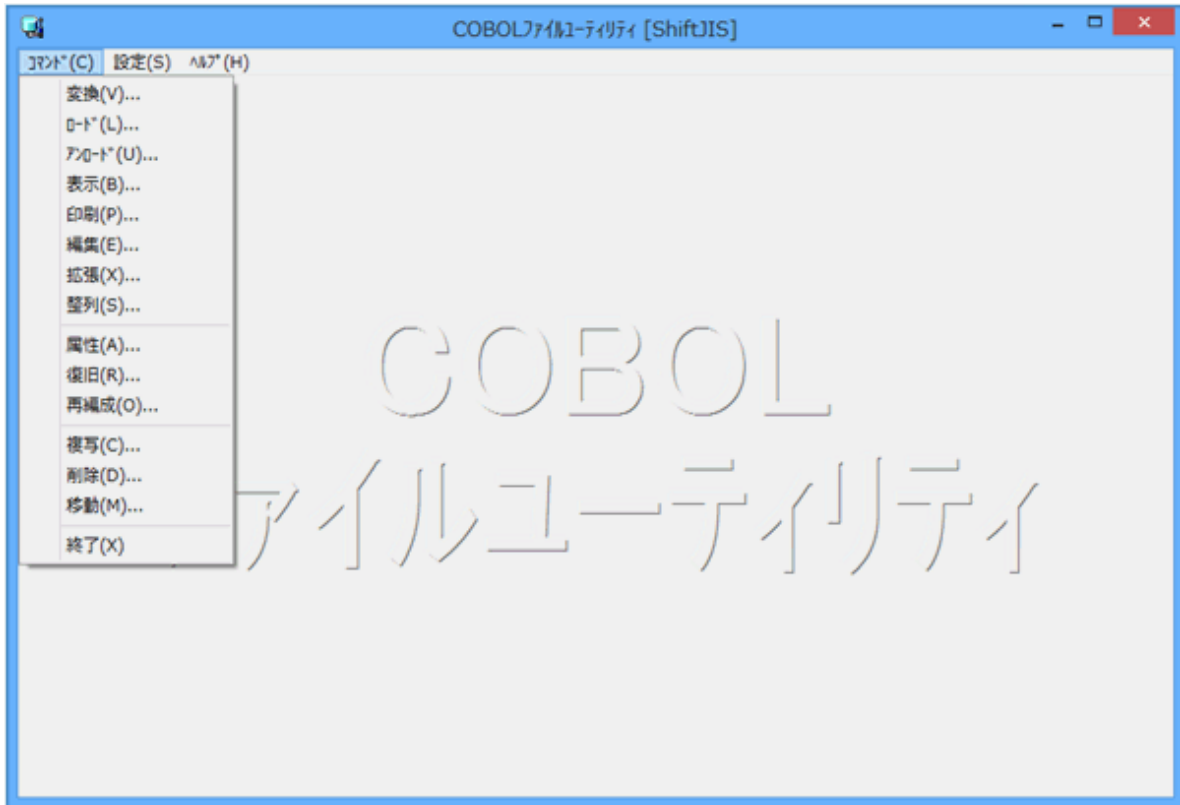 COBOLﾌｧｲﾙﾕｰﾃｨﾘﾃｨ [ShiftJIS]
ｺﾏﾝﾄﾞ(C) 設定(S) ﾍﾙﾌﾟ(H)
変換(V)...
ﾛｰﾄﾞ(L)...
ｱﾝﾛｰﾄﾞ(U)...
表示(B)...
印刷(P)...
編集(E)...
拡張(X)...
整列(S)...
属性(A)...
復旧(R)...
再編成(O)...
複写(C)...
削除(D)...
移動(M)...
終了(X)
COBOL
ァイルユーティリティ